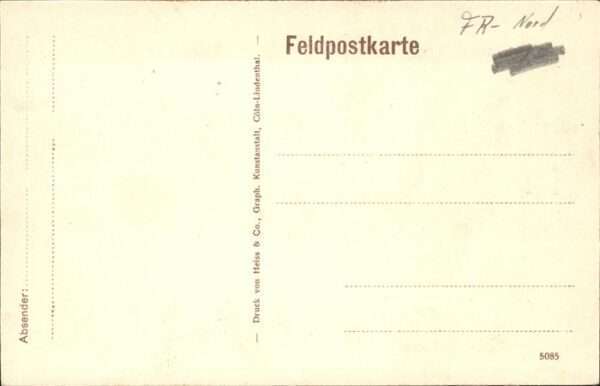 Feldpostkarte
FR- Nord
Absender:
— Druck von Heiss & Co., Graph. Kunstanstalt, Cöln-Lindenthal. —
5085